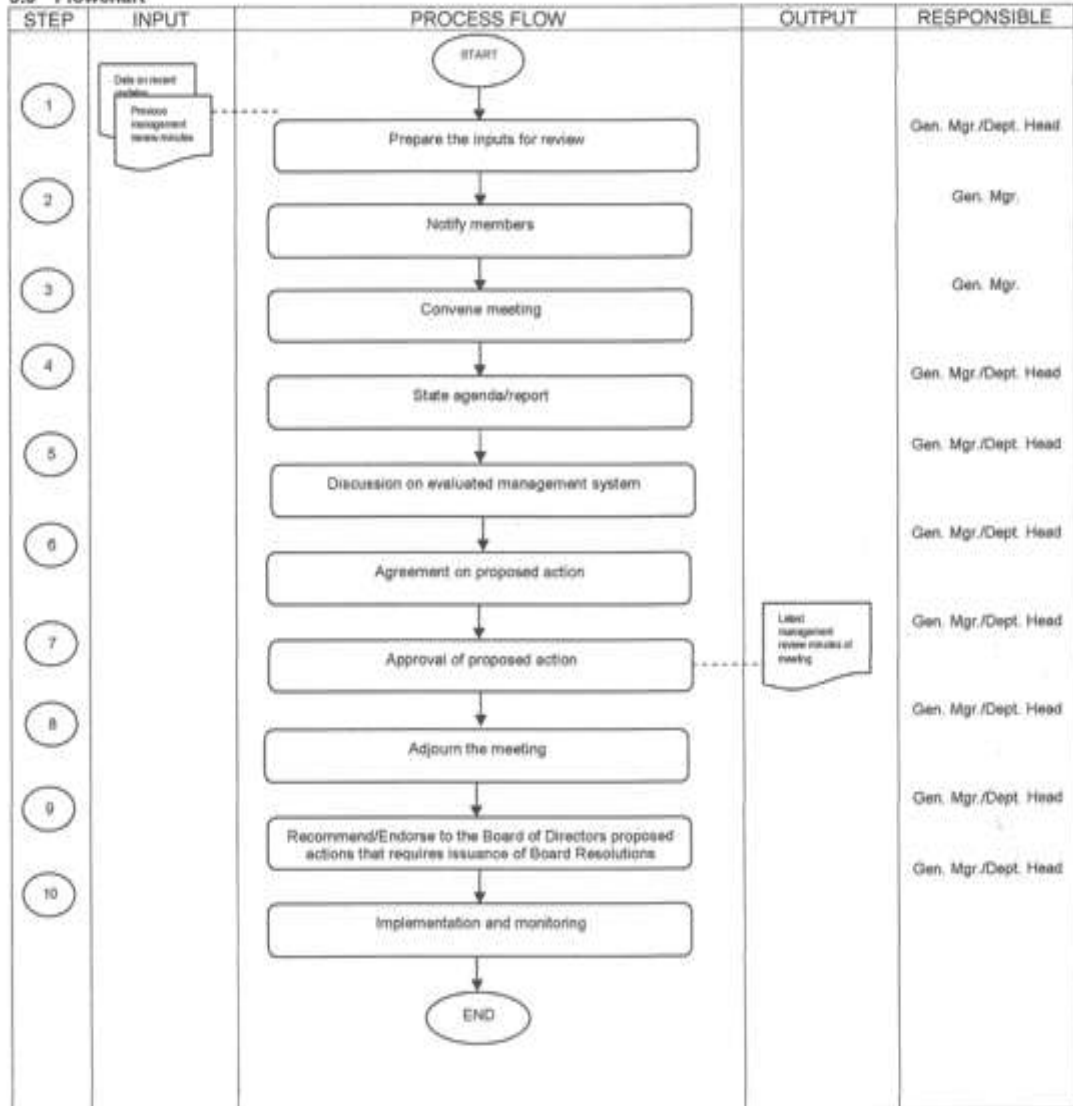 Flowchart
STEP INPUT PROCESS FLOW OUTPUT RESPONSIBLE
START
Data on recent
updates
Previous
management
review minutes
1
Prepare the inputs for review
Gen. Mgr./Dept. Head
2
Notify members
Gen. Mgr.
3
Convene meeting
Gen. Mgr.
4
State agenda/report
Gen. Mgr./Dept. Head
5
Discussion on evaluated management system
Gen. Mgr./Dept. Head
6
Agreement on proposed action
Gen. Mgr./Dept. Head
7
Approval of proposed action
Latest
management
review minutes of
meeting
Gen. Mgr./Dept. Head
8
Adjourn the meeting
Gen. Mgr./Dept. Head
9
Recommend/Endorse to the Board of Directors proposed
actions that requires issuance of Board Resolutions
Gen. Mgr./Dept. Head
10
Implementation and monitoring
Gen. Mgr./Dept. Head
END